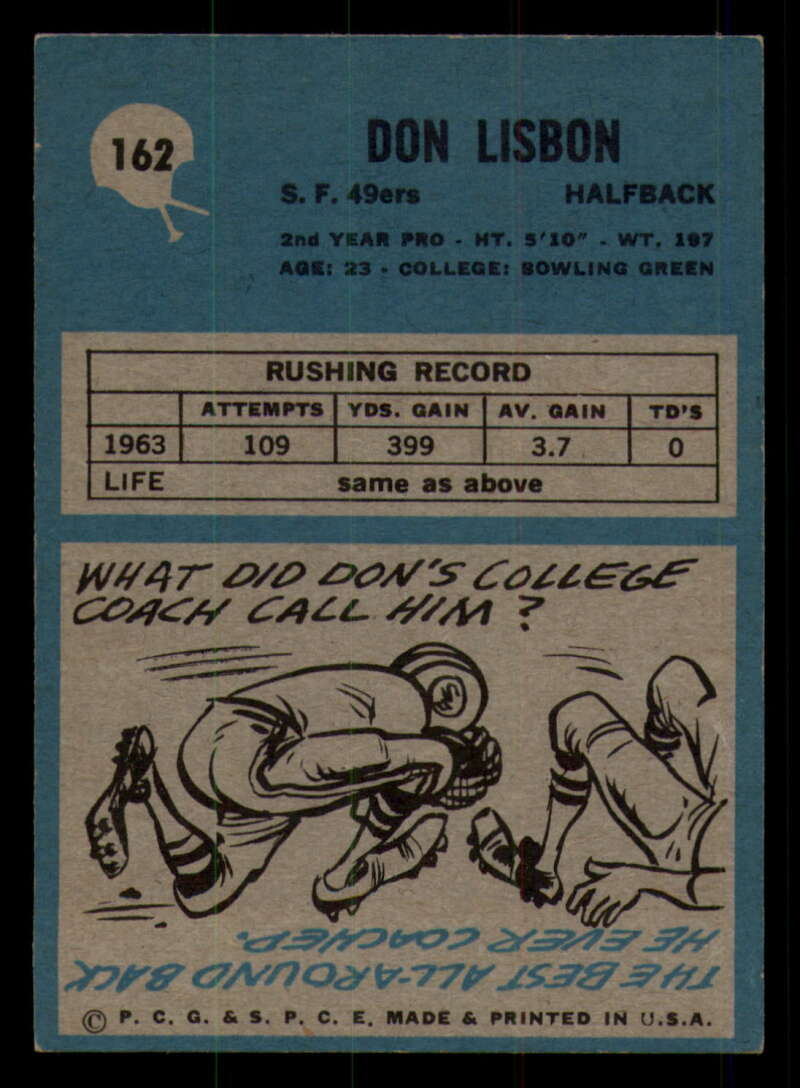 162
DON LISBON
S. F. 49ers HALFBACK
2nd YEAR PRO - HT. 5'10" - WT. 197
AGE: 23 - COLLEGE: BOWLING GREEN
RUSHING RECORD
ATTEMPTS YDS. GAIN AV. GAIN TD'S
1963 109 399 3.7 0
LIFE same as above
WHAT DID DON'S COLLEGE
COACH CALL HIM?
THE BEST ALL-AROUND BACK
HE EVER COACHED.
© P. C. G. & S. P. C. E. MADE & PRINTED IN U.S.A.